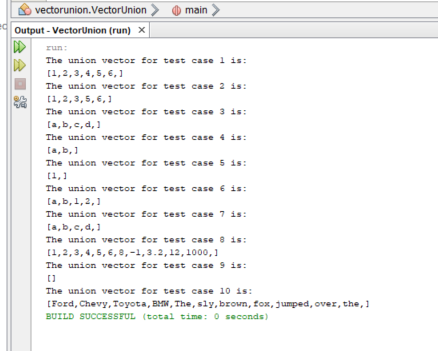 vectorunion.VectorUnion main
Output - VectorUnion (run) ×
run:
The union vector for test case 1 is:
[1,2,3,4,5,6,]
The union vector for test case 2 is:
[1,2,3,5,6,]
The union vector for test case 3 is:
[a,b,c,d,]
The union vector for test case 4 is:
[a,b,]
The union vector for test case 5 is:
[1,]
The union vector for test case 6 is:
[a,b,1,2,]
The union vector for test case 7 is:
[a,b,c,d,]
The union vector for test case 8 is:
[1,2,3,4,5,6,8,-1,3.2,12,1000,]
The union vector for test case 9 is:
[]
The union vector for test case 10 is:
[Ford,Chevy,Toyota,BMW,The,sly,brown,fox,jumped,over,the,]
BUILD SUCCESSFUL (total time: 0 seconds)